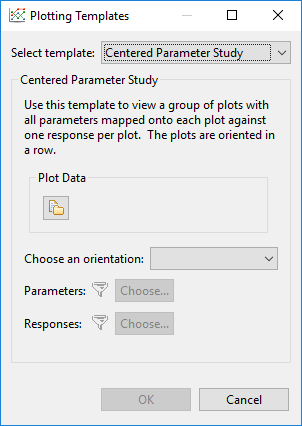 Plotting Templates
Select template: Centered Parameter Study
Centered Parameter Study
Use this template to view a group of plots with
all parameters mapped onto each plot against
one response per plot.  The plots are oriented in
a row.
Plot Data
Choose an orientation:
Parameters: Choose...
Responses: Choose...
OK Cancel